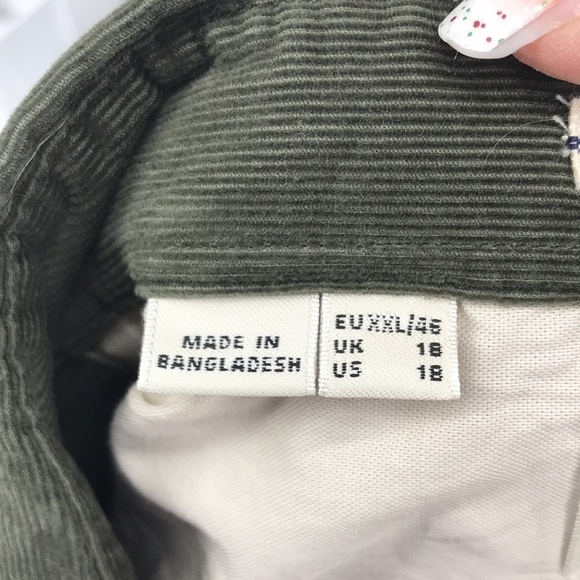 MADE IN
BANGLADESH
EU XXL/46
UK 18
US 18